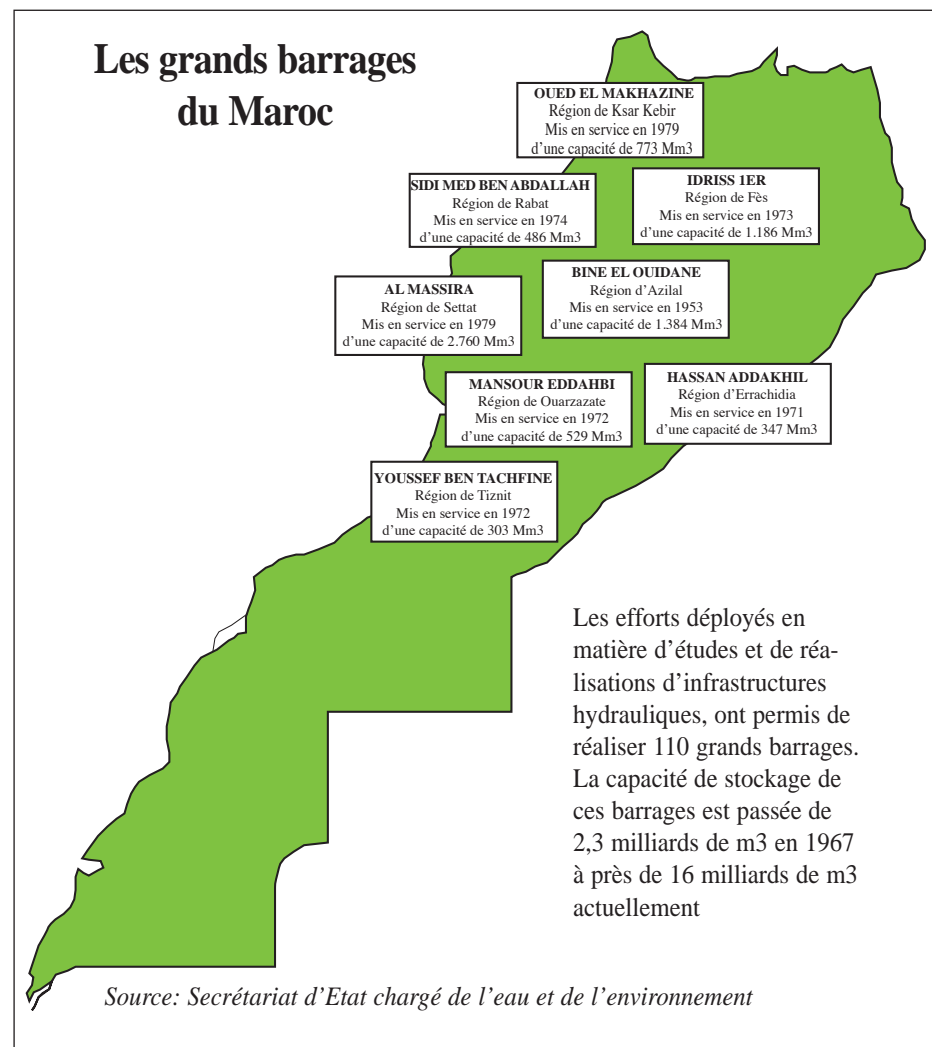 Les grands barrages
du Maroc
OUED EL MAKHAZINE
Région de Ksar Kebir
Mis en service en 1979
d'une capacité de 773 Mm3
SIDI MED BEN ABDALLAH
Région de Rabat
Mis en service en 1974
d'une capacité de 486 Mm3
IDRISS 1ER
Région de Fès
Mis en service en 1973
d'une capacité de 1.186 Mm3
AL MASSIRA
Région de Settat
Mis en service en 1979
d'une capacité de 2.760 Mm3
BINE EL OUIDANE
Région d'Azilal
Mis en service en 1953
d'une capacité de 1.384 Mm3
MANSOUR EDDAHBI
Région de Ouarzazate
Mis en service en 1972
d'une capacité de 529 Mm3
HASSAN ADDAKHIL
Région d'Errachidia
Mis en service en 1971
d'une capacité de 347 Mm3
YOUSSEF BEN TACHFINE
Région de Tiznit
Mis en service en 1972
d'une capacité de 303 Mm3
Les efforts déployés en
matière d'études et de réa-
lisations d'infrastructures
hydrauliques, ont permis de
réaliser 110 grands barrages.
La capacité de stockage de
ces barrages est passée de
2,3 milliards de m3 en 1967
à près de 16 milliards de m3
actuellement
Source: Secrétariat d'Etat chargé de l'eau et de l'environnement